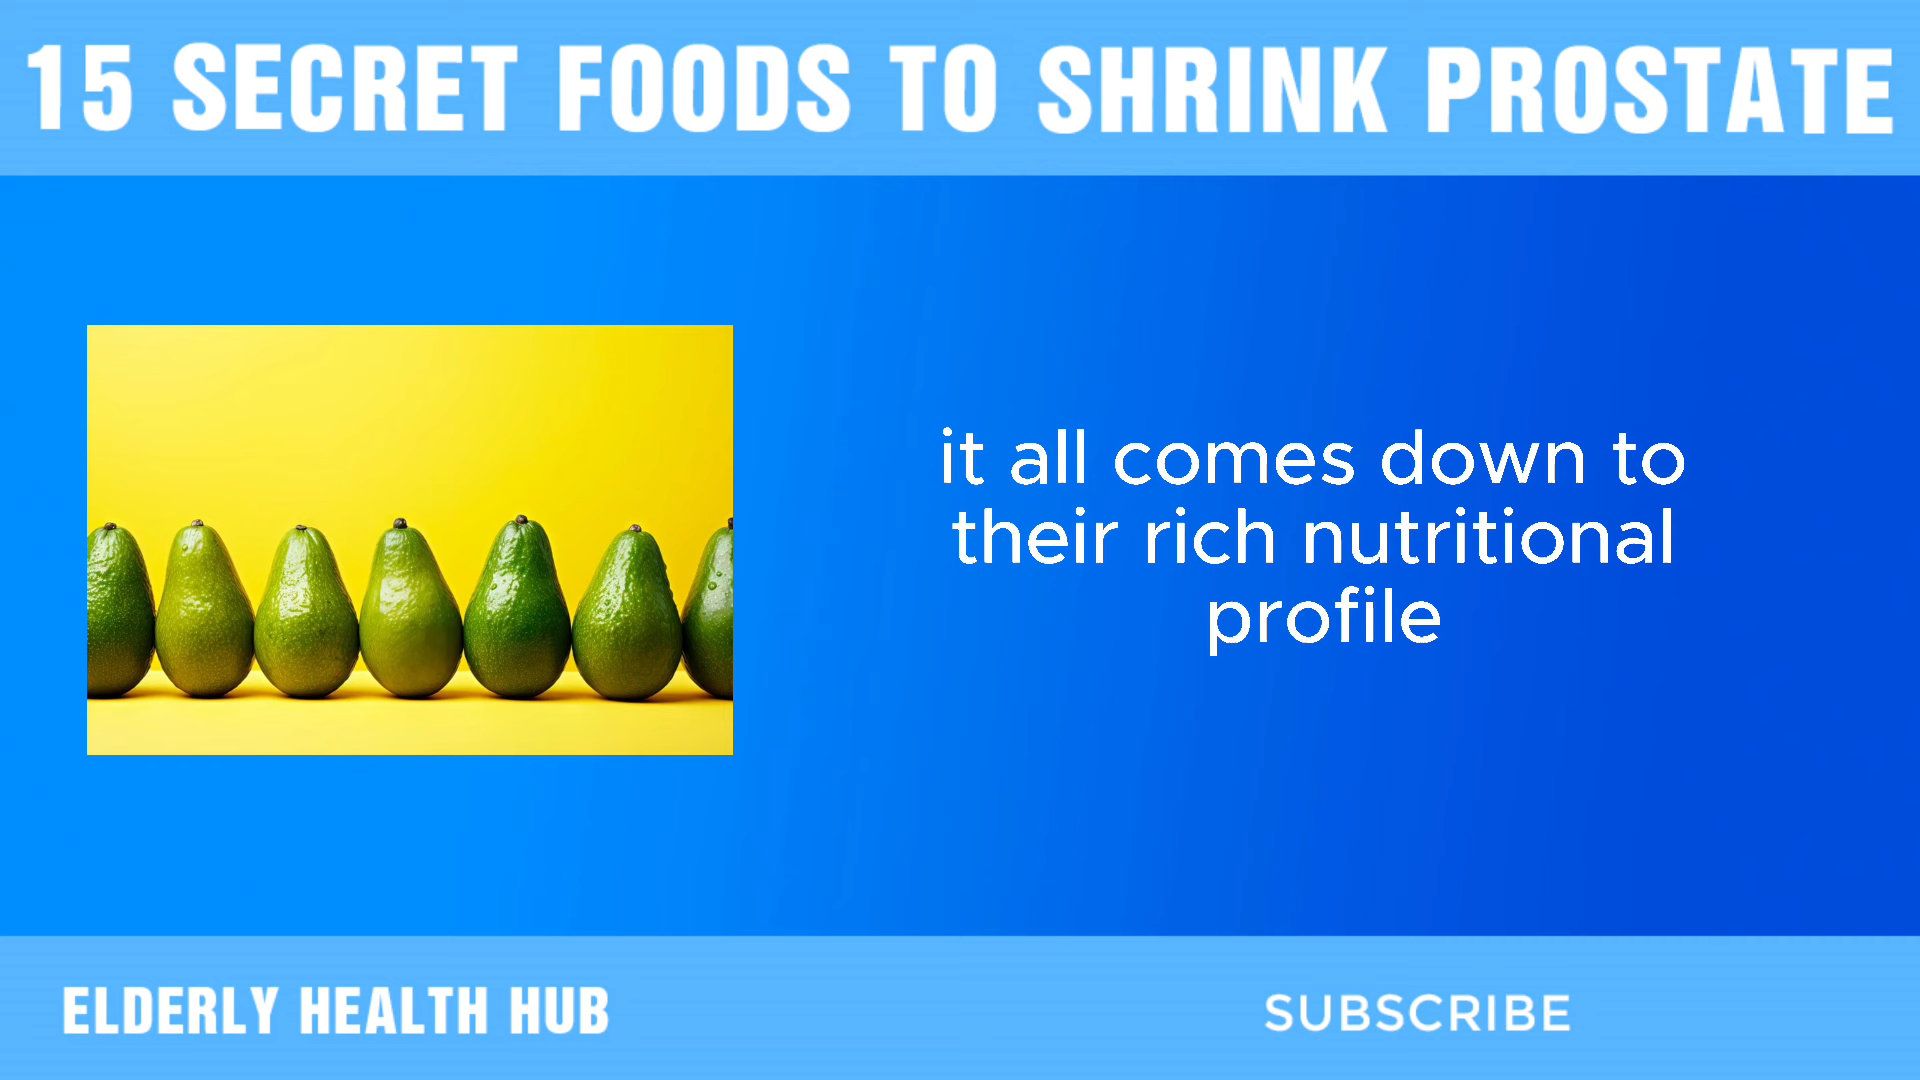 15 SECRET FOODS TO SHRINK PROSTATE
it all comes down to
their rich nutritional
profile
ELDERLY HEALTH HUB
SUBSCRIBE